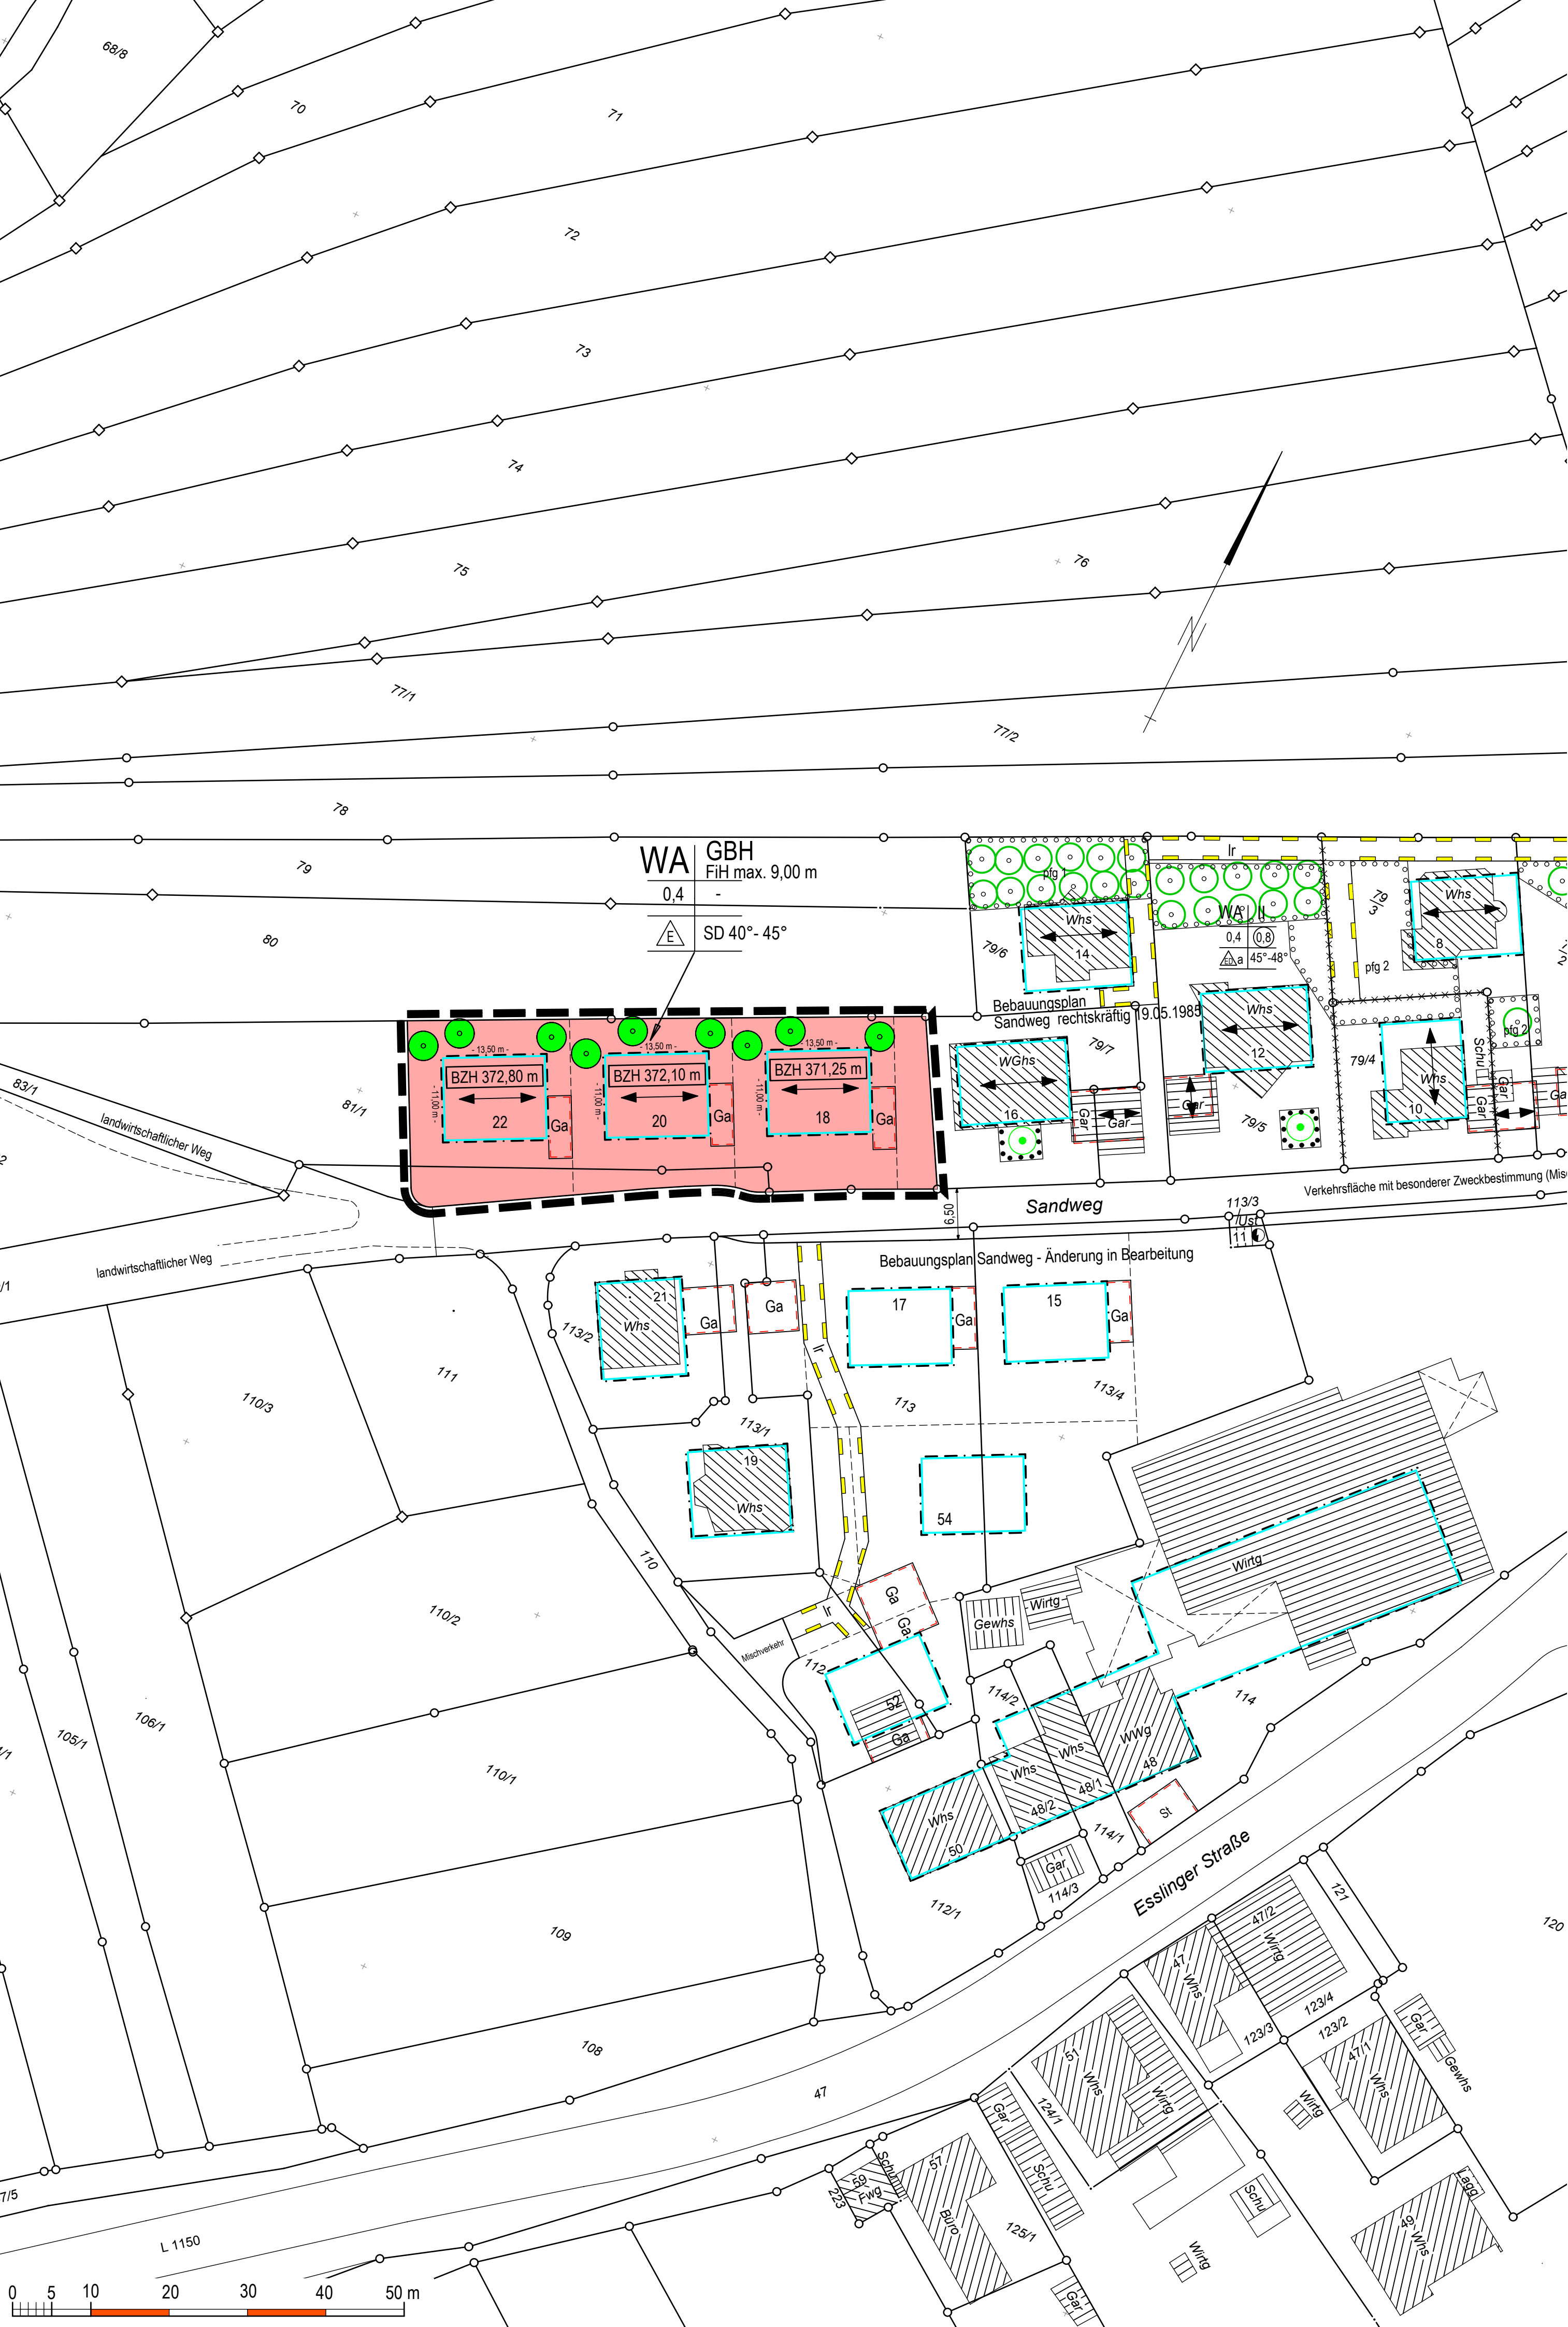 68/8
70
71
72
73
74
75
76
77/1
77/2
78
79
80
WA
GBH
FiH max. 9,00 m
0,4
-
E
SD 40°- 45°
lr
pfg 1
Whs
14
79/6
WA
II
0,4
0,8
ED
a
45°-48°
79/3
pfg 2
Whs
8
Bebauungsplan
Sandweg rechtskräftig 19.05.1985
79/7
Whs
12
79/4
Schu
pfg 2
Whs
10
Gar
Gar
Ga
WGhs
16
Gar
Gar
Gar
79/5
- 13,50 m -
- 13,50 m -
- 13,50 m -
BZH 372,80 m
BZH 372,10 m
BZH 371,25 m
- 11,00 m -
- 11,00 m -
- 11,00 m -
22
Ga
20
Ga
18
Ga
83/1
81/1
landwirtschaftlicher Weg
landwirtschaftlicher Weg
Sandweg
6,50
Verkehrsfläche mit besonderer Zweckbestimmung (Mis
113/3
Ust
11
Bebauungsplan Sandweg - Änderung in Bearbeitung
21
Whs
Ga
Ga
113/2
17
Ga
15
Ga
lr
113
113/4
111
110/3
113/1
19
Whs
54
110
110/2
Ga
Ga
lr
Mischverkehr
112
52
Ga
Gewhs
Wirtg
Wirtg
114/2
114
WWg
48
Whs
48/1
Whs
48/2
Whs
50
St
114/1
Gar
114/3
112/1
106/1
105/1
110/1
109
108
Esslinger Straße
121
120
47/2
Wirtg
47
Whs
123/4
123/3
123/2
47/1
Whs
Gar
Gewhs
51
Whs
Wirtg
124/1
Wirtg
47
Gar
Schu
Schu
59
Fwg
223
57
Büro
125/1
Schu
Wirtg
Lagg
49
Whs
Gar
L 1150
7/5
0 5 10 20 30 40 50 m